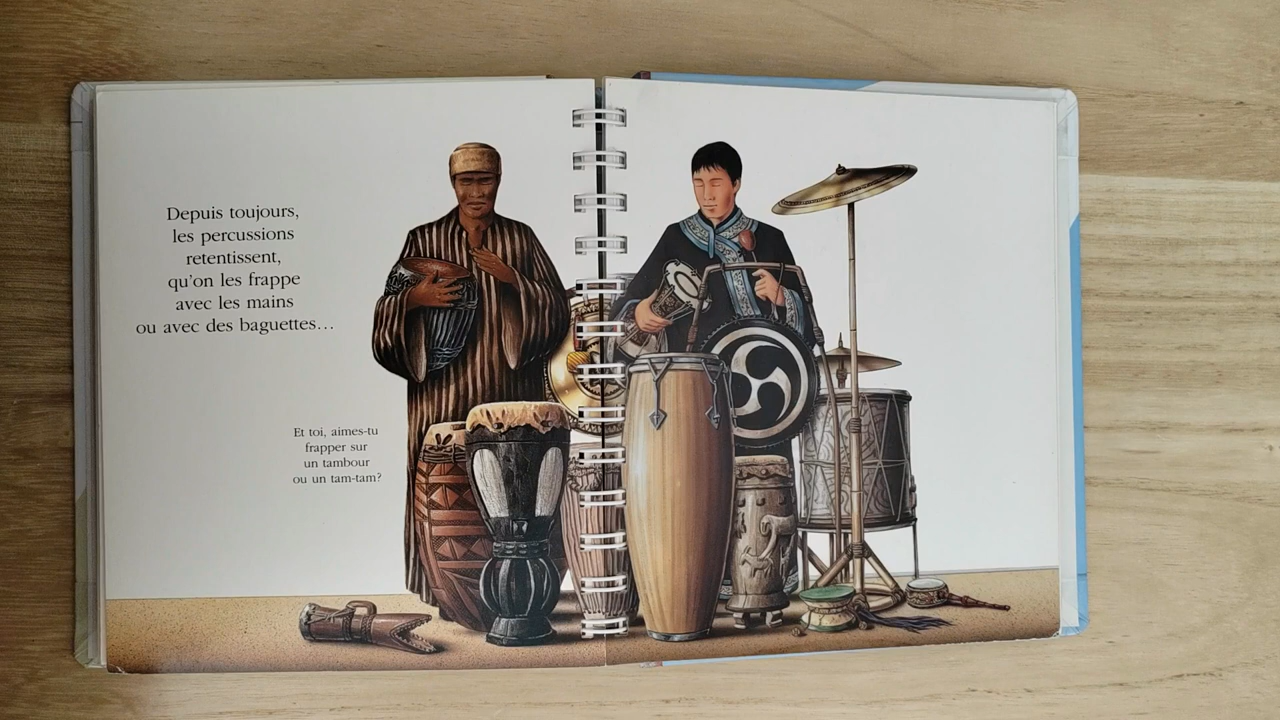 Depuis toujours,
les percussions
retentissent,
qu'on les frappe
avec les mains
ou avec des baguettes…
Et toi, aimes-tu
frapper sur
un tambour
ou un tam-tam?